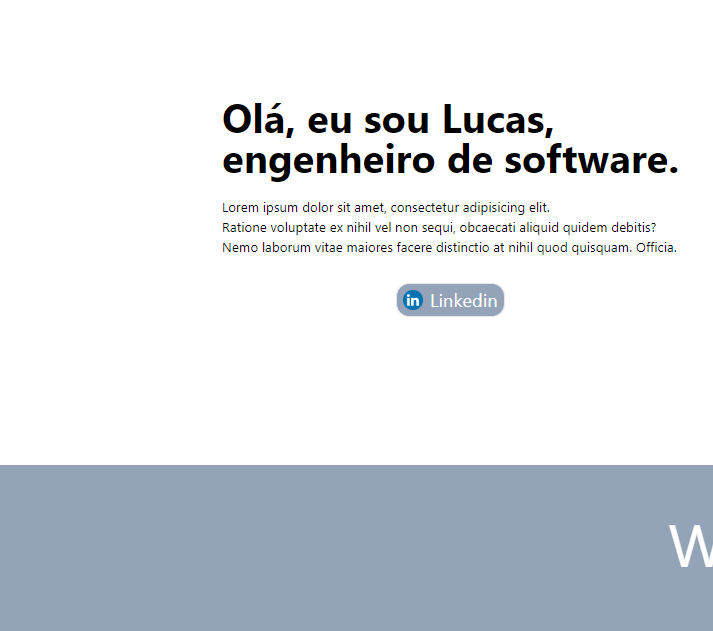 Olá, eu sou Lucas,
engenheiro de software.
Lorem ipsum dolor sit amet, consectetur adipisicing elit.
Ratione voluptate ex nihil vel non sequi, obcaecati aliquid quidem debitis?
Nemo laborum vitae maiores facere distinctio at nihil quod quisquam. Officia.
in Linkedin
W